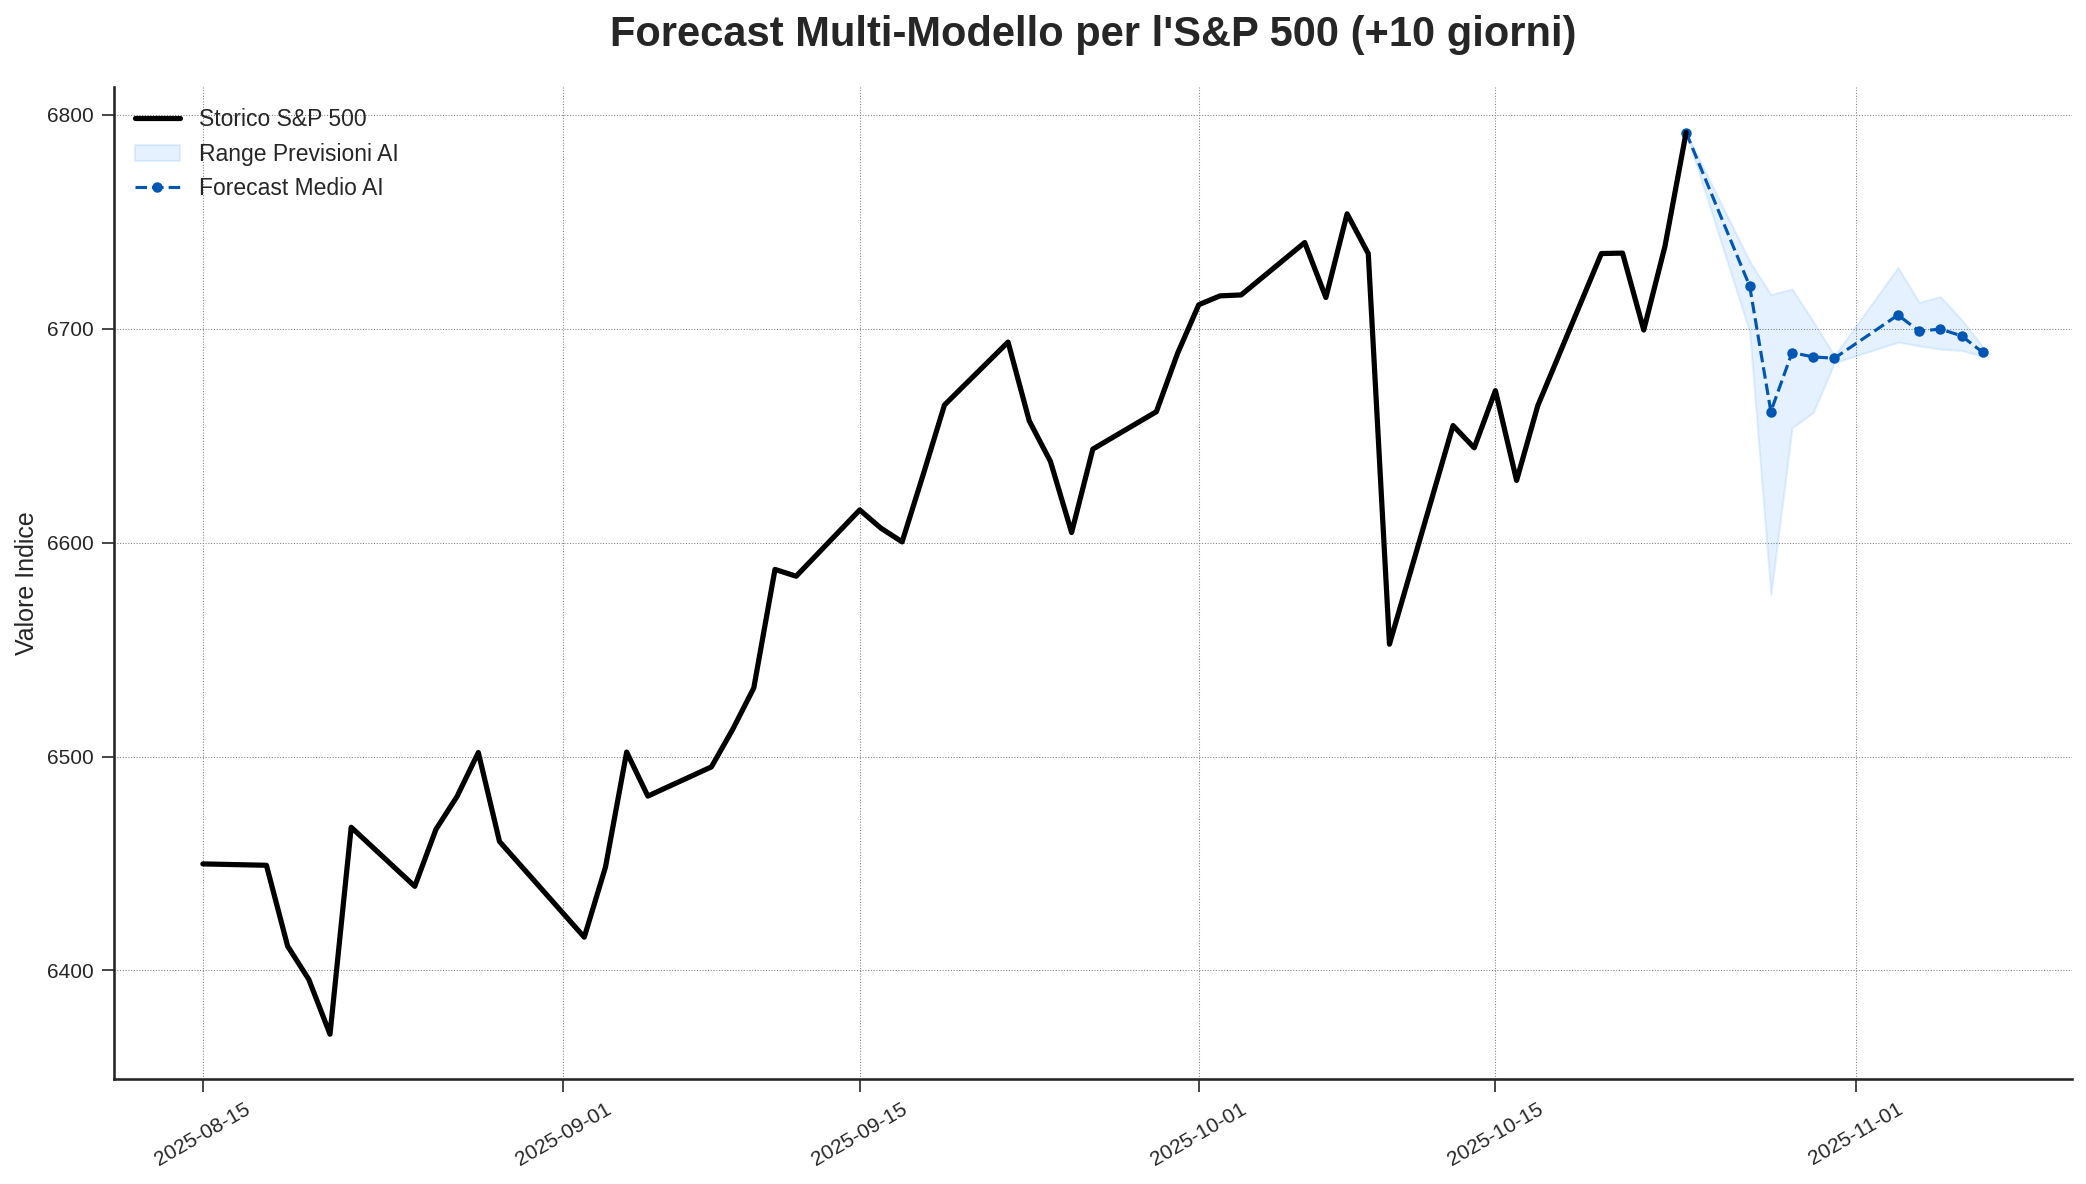 Forecast Multi-Modello per l'S&P 500 (+10 giorni)
Storico S&P 500
Range Previsioni AI
Forecast Medio AI
Valore Indice
6800
6700
6600
6500
6400
2025-08-15
2025-09-01
2025-09-15
2025-10-01
2025-10-15
2025-11-01